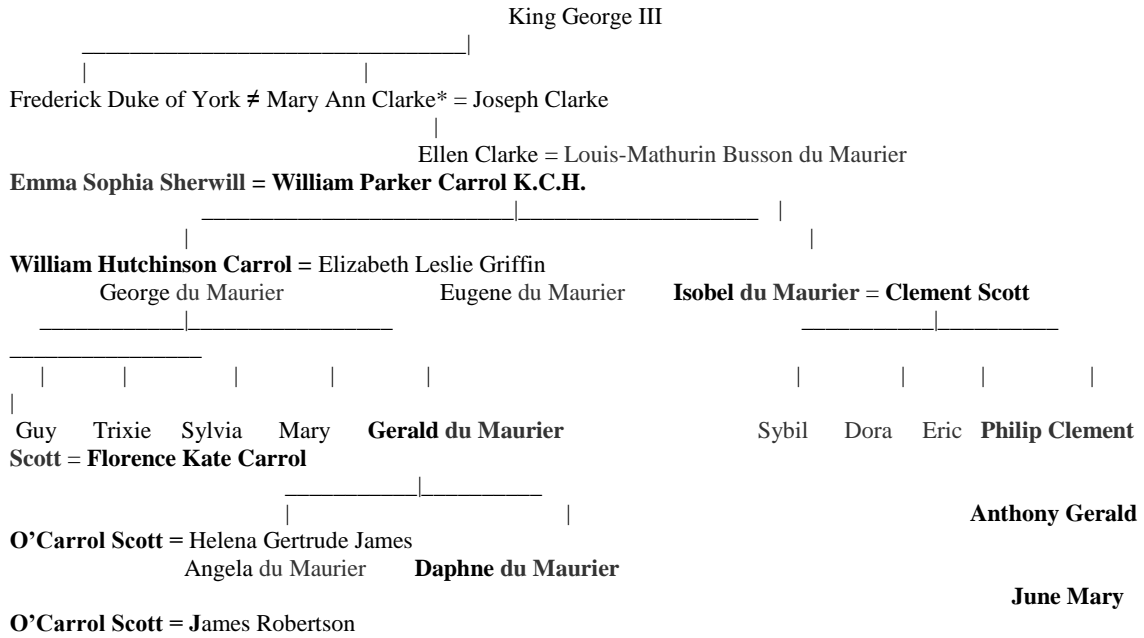 King George III
Frederick Duke of York ≠ Mary Ann Clarke* = Joseph Clarke
Ellen Clarke = Louis-Mathurin Busson du Maurier
Emma Sophia Sherwill = William Parker Carrol K.C.H.
William Hutchinson Carrol = Elizabeth Leslie Griffin
George du Maurier Eugene du Maurier Isobel du Maurier = Clement Scott
Guy Trixie Sylvia Mary Gerald du Maurier Sybil Dora Eric Philip Clement
Scott = Florence Kate Carrol
Anthony Gerald
O’Carrol Scott = Helena Gertrude James
Angela du Maurier Daphne du Maurier
June Mary
O’Carrol Scott = James Robertson